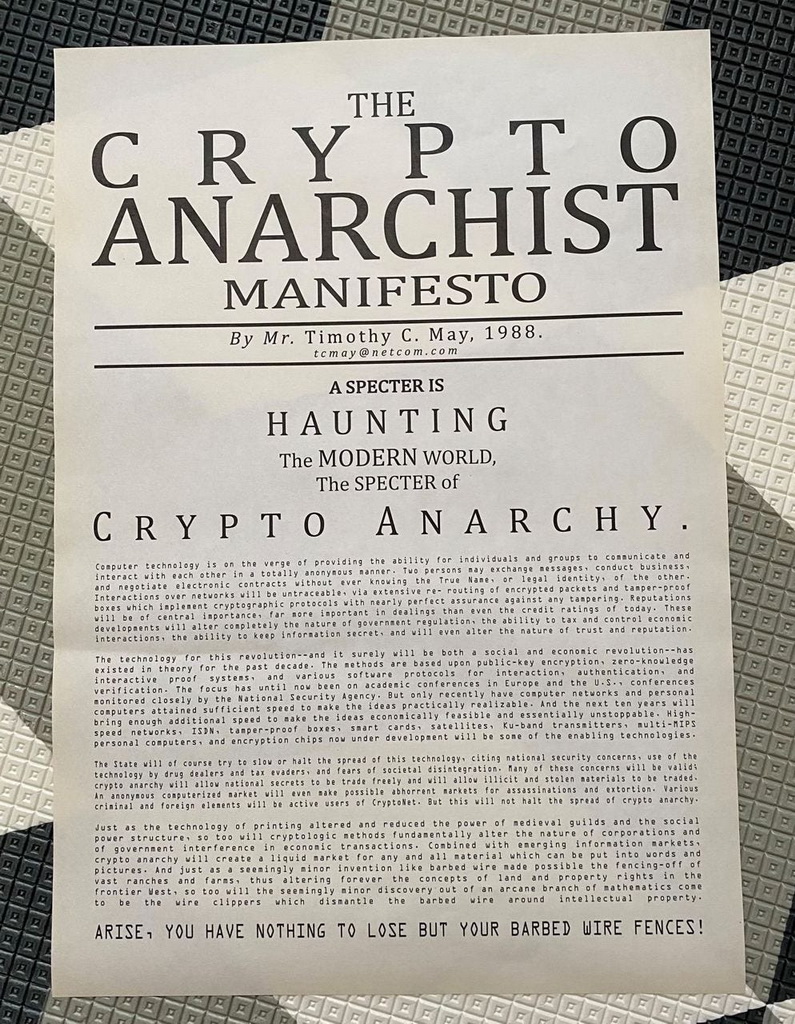 THE
CRYPTO
ANARCHIST
MANIFESTO
By Mr. Timothy C. May, 1988.
tcmay@netcom.com
A SPECTER IS
HAUNTING
The MODERN WORLD,
The SPECTER of
CRYPTO ANARCHY.
Computer technology is on the verge of providing the ability for individuals and groups to communicate and
interact with each other in a totally anonymous manner. Two persons may exchange messages, conduct business,
and negotiate electronic contracts without ever knowing the True Name, or legal identity, of the other.
Interactions over networks will be untraceable, via extensive re- routing of encrypted packets and tamper-proof
boxes which implement cryptographic protocols with nearly perfect assurance against any tampering. Reputations
will be of central importance, far more important in dealings than even the credit ratings of today. These
developments will alter completely the nature of government regulation, the ability to tax and control economic
interactions, the ability to keep information secret, and will even alter the nature of trust and reputation.
The technology for this revolution--and it surely will be both a social and economic revolution--has
existed in theory for the past decade. The methods are based upon public-key encryption, zero-knowledge
interactive proof systems, and various software protocols for interaction, authentication, and
verification. The focus has until now been on academic conferences in Europe and the U.S., conferences
monitored closely by the National Security Agency. But only recently have computer networks and personal
computers attained sufficient speed to make the ideas practically realizable. And the next ten years will
bring enough additional speed to make the ideas economically feasible and essentially unstoppable. High-
speed networks, ISDN, tamper-proof boxes, smart cards, satellites, Ku-band transmitters, multi-MIPS
personal computers, and encryption chips now under development will be some of the enabling technologies.
The State will of course try to slow or halt the spread of this technology, citing national security concerns, use of the
technology by drug dealers and tax evaders, and fears of societal disintegration. Many of these concerns will be valid;
crypto anarchy will allow national secrets to be trade freely and will allow illicit and stolen materials to be traded.
An anonymous computerized market will even make possible abhorrent markets for assassinations and extortion. Various
criminal and foreign elements will be active users of CryptoNet. But this will not halt the spread of crypto anarchy.
Just as the technology of printing altered and reduced the power of medieval guilds and the social
power structure, so too will cryptologic methods fundamentally alter the nature of corporations and
of government interference in economic transactions. Combined with emerging information markets,
crypto anarchy will create a liquid market for any and all material which can be put into words and
pictures. And just as a seemingly minor invention like barbed wire made possible the fencing-off of
vast ranches and farms, thus altering forever the concepts of land and property rights in the
frontier West, so too will the seemingly minor discovery out of an arcane branch of mathematics come
to be the wire clippers which dismantle the barbed wire around intellectual property.
ARISE, YOU HAVE NOTHING TO LOSE BUT YOUR BARBED WIRE FENCES!